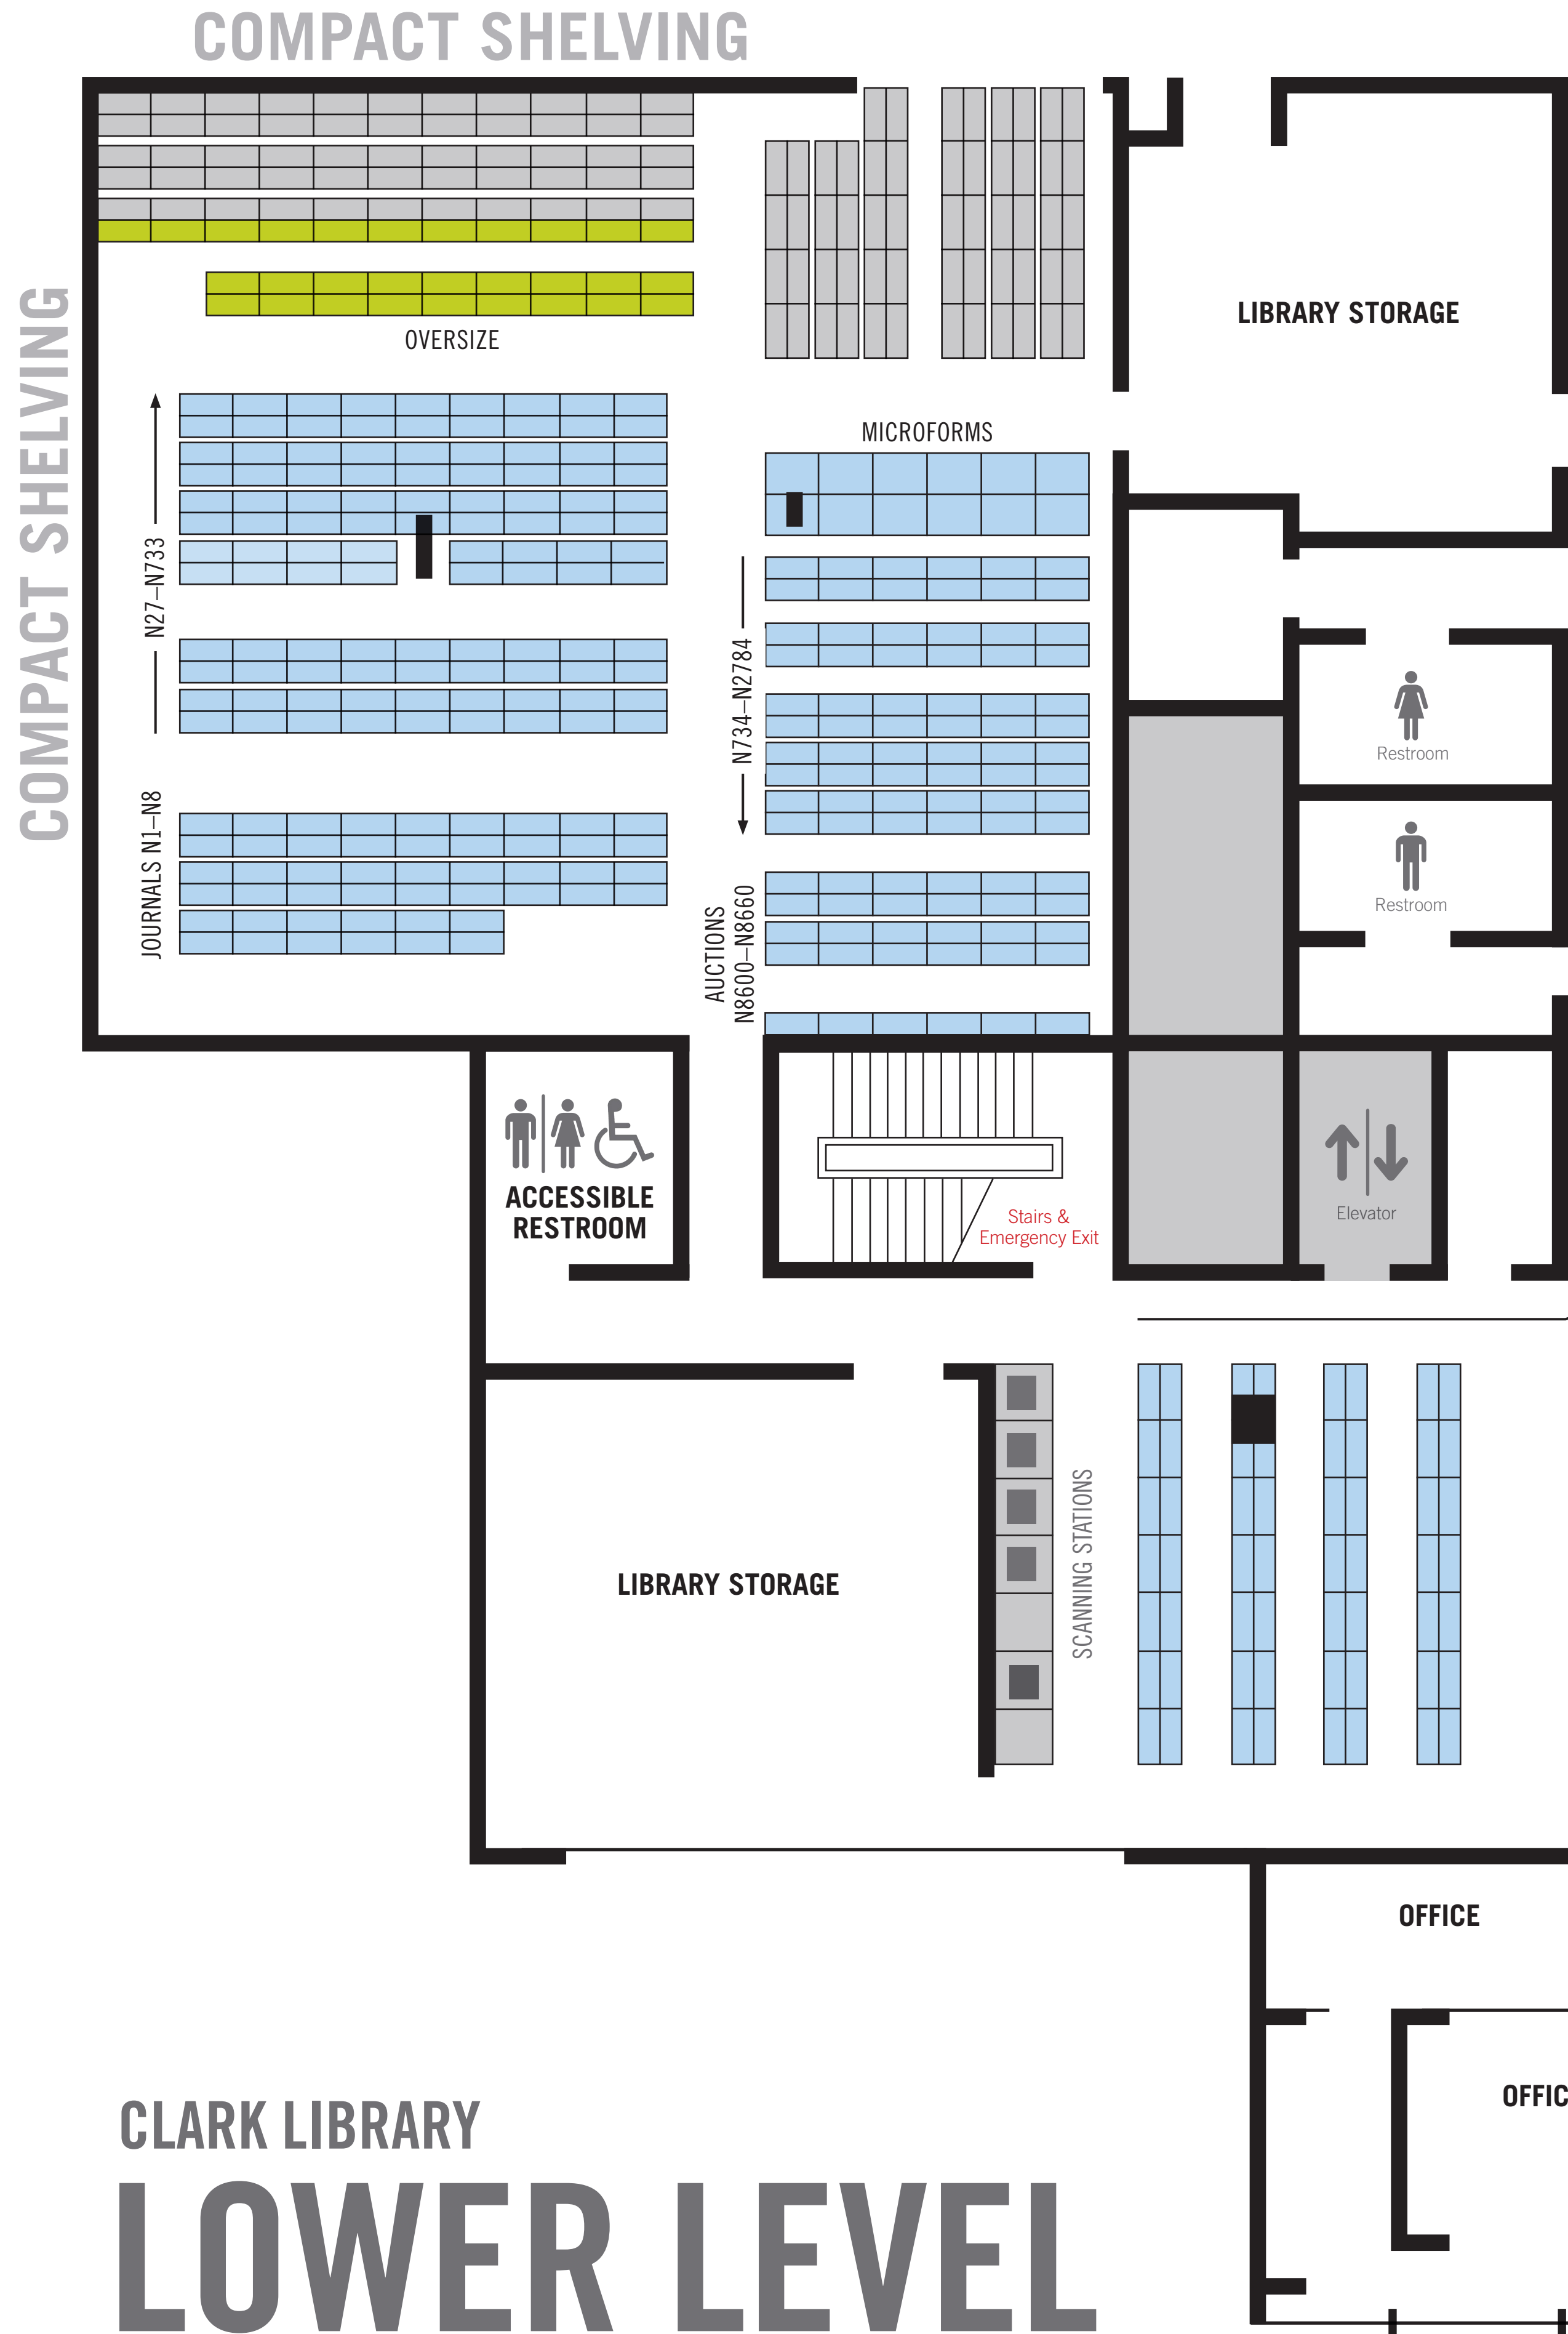 COMPACT SHELVING
COMPACT SHELVING
LIBRARY STORAGE
OVERSIZE
MICROFORMS
N27–N733
N734–N2784
Restroom
JOURNALS N1–N8
Restroom
AUCTIONS
N8600–N8660
ACCESSIBLE
RESTROOM
Stairs &
Emergency Exit
Elevator
SCANNING STATIONS
LIBRARY STORAGE
OFFICE
OFFIC
CLARK LIBRARY
LOWER LEVEL